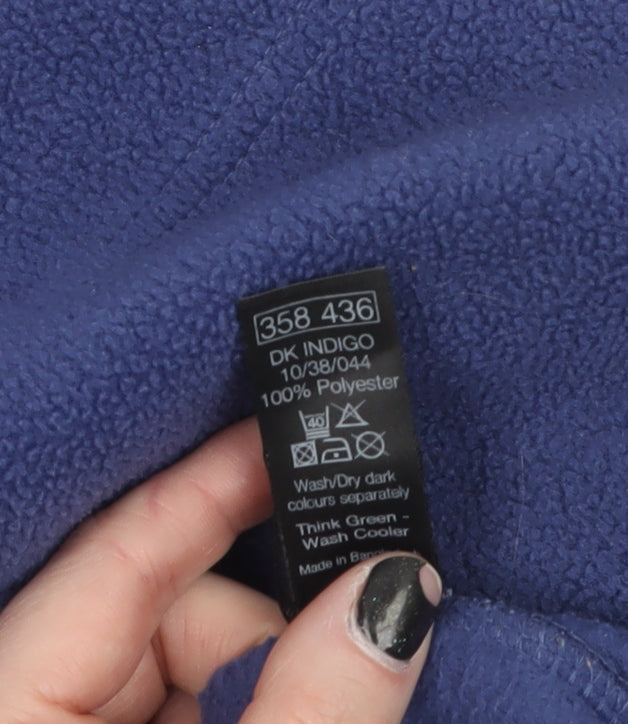 358 436
DK INDIGO
10/38/044
100% Polyester
40
Wash/Dry dark
colours separately
Think Green -
Wash Cooler
Made in